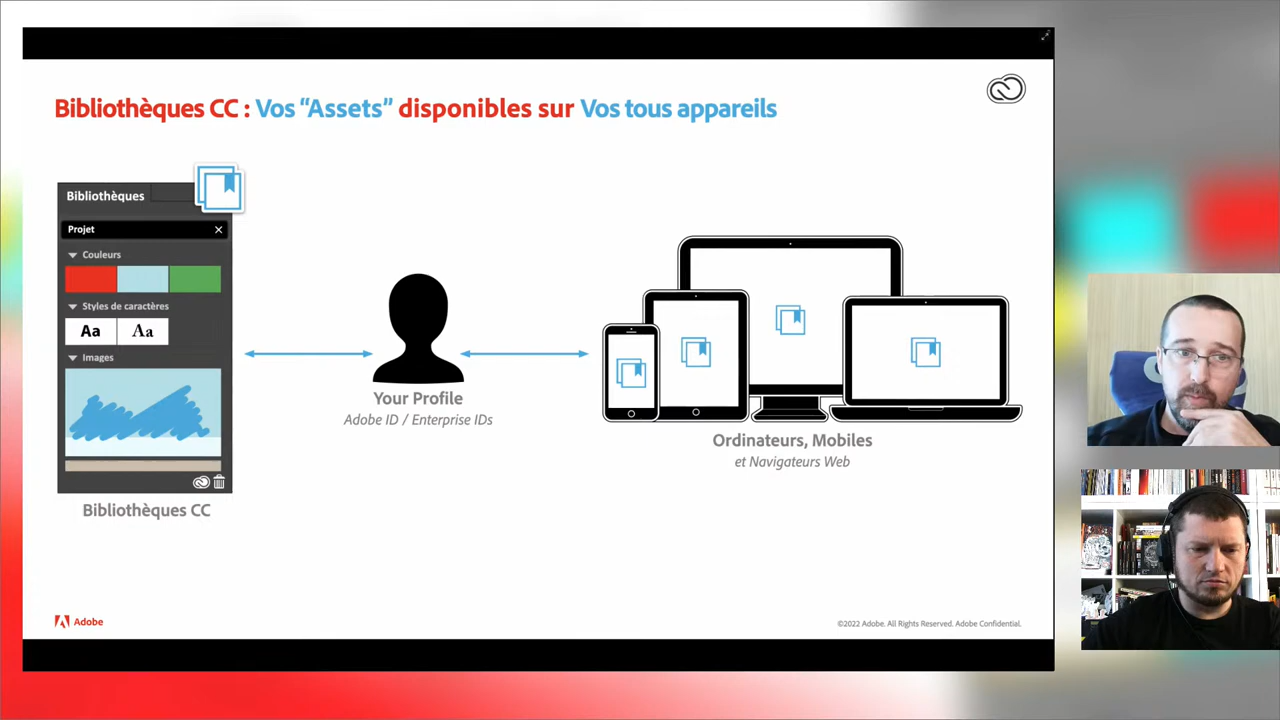 Bibliothèques CC : Vos “Assets” disponibles sur Vos tous appareils
Bibliothèques
Projet
Couleurs
Styles de caractères
Aa Aa
Images
Bibliothèques CC
Your Profile
Adobe ID / Enterprise IDs
Ordinateurs, Mobiles
et Navigateurs Web
Adobe
©2022 Adobe. All Rights Reserved. Adobe Confidential.